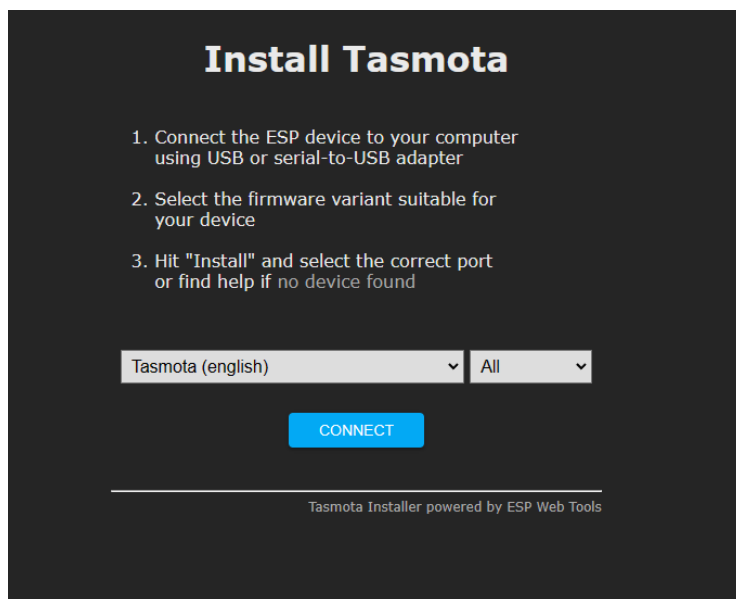 Install Tasmota
1. Connect the ESP device to your computer
using USB or serial-to-USB adapter
2. Select the firmware variant suitable for
your device
3. Hit "Install" and select the correct port
or find help if no device found
Tasmota (english) All
CONNECT
Tasmota Installer powered by ESP Web Tools